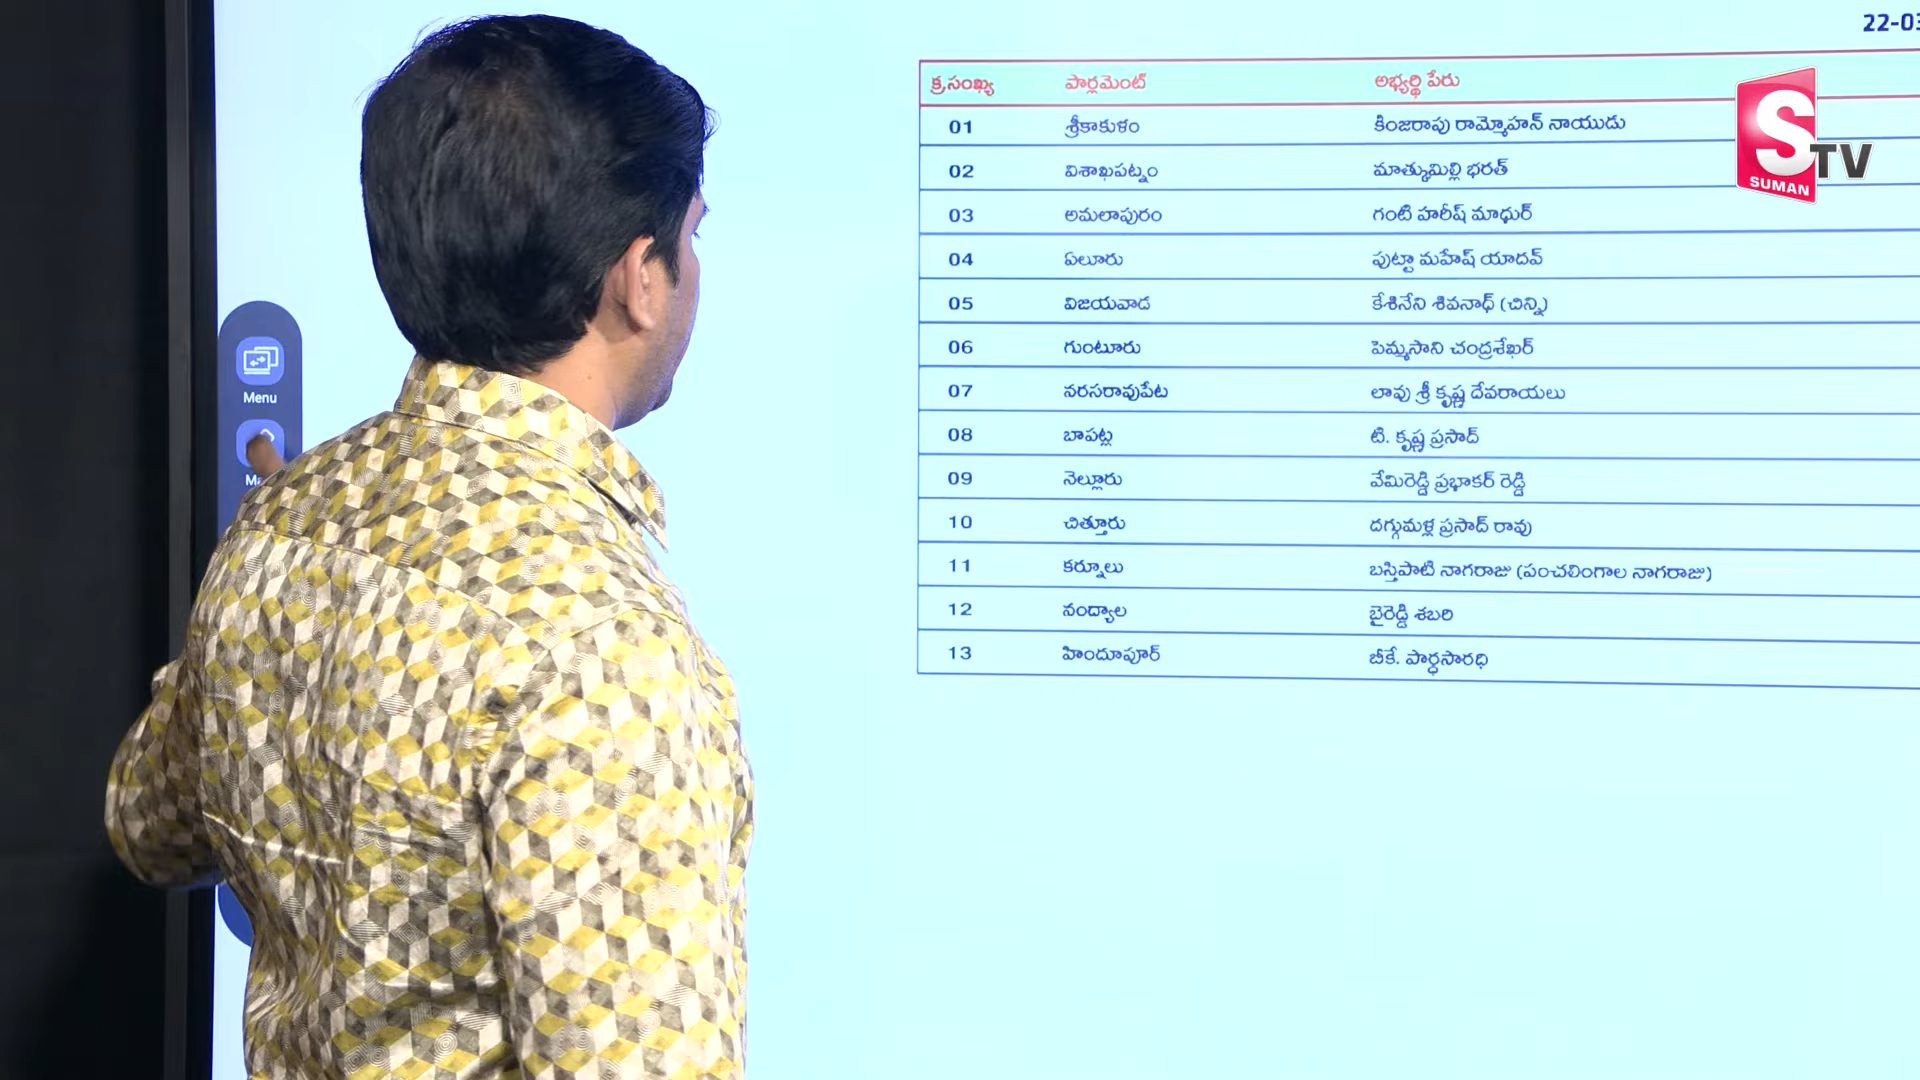 22-03
క్ర.సంఖ్య పార్లమెంట్ అభ్యర్థి పేరు
01 శ్రీకాకుళం కింజరాపు రామ్మోహన్ నాయుడు
02 విశాఖపట్నం మాత్కుమిల్లి భరత్
03 అమలాపురం గంటి హరీష్ మాధుర్
04 ఏలూరు పుట్టా మహేష్ యాదవ్
05 విజయవాడ కేశినేని శివనాధ్ (చిన్ని)
06 గుంటూరు పెమ్మసాని చంద్రశేఖర్
07 నరసరావుపేట లావు శ్రీ కృష్ణ దేవరాయలు
08 బాపట్ల టి. కృష్ణ ప్రసాద్
09 నెల్లూరు వేమిరెడ్డి ప్రభాకర్ రెడ్డి
10 చిత్తూరు దగ్గుమళ్ల ప్రసాద్ రావు
11 కర్నూలు బస్తిపాటి నాగరాజు (పంచలింగాల నాగరాజు)
12 నంద్యాల బైరెడ్డి శబరి
13 హిందూపూర్ బీకే. పార్ధసారధి
S TV
SUMAN
Menu